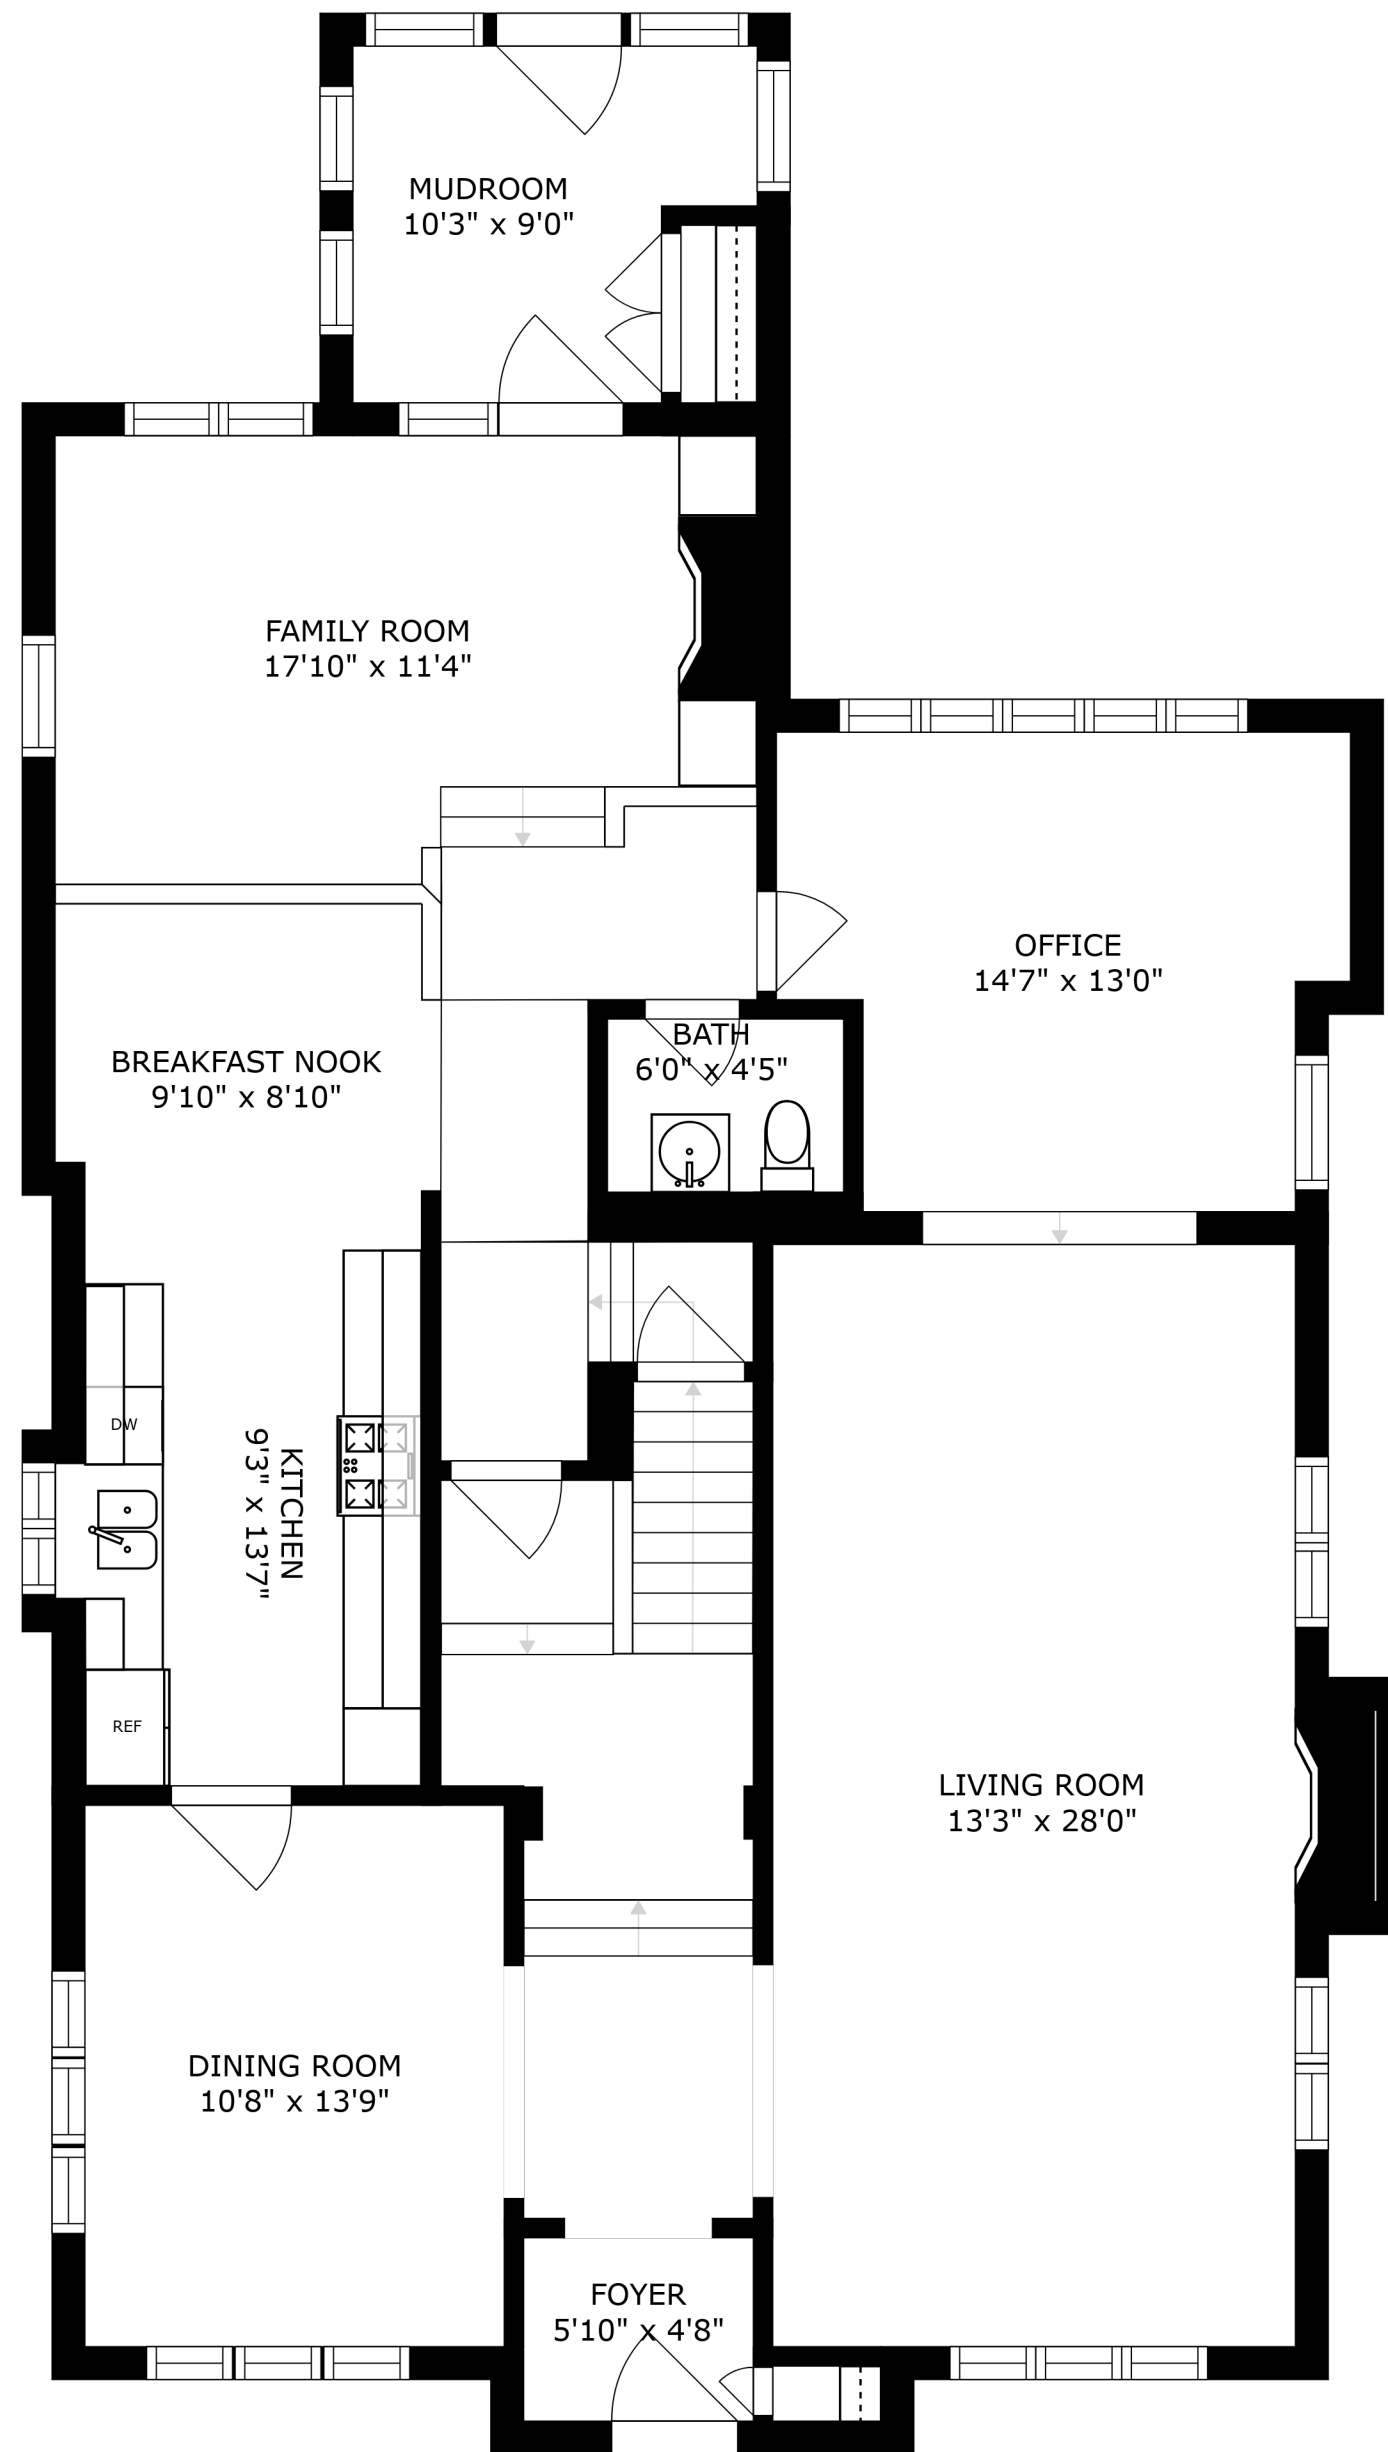 MUDROOM
10'3" x 9'0"
FAMILY ROOM
17'10" x 11'4"
OFFICE
14'7" x 13'0"
BATH
6'0" x 4'5"
BREAKFAST NOOK
9'10" x 8'10"
DW
KITCHEN
9'3" x 13'7"
REF
LIVING ROOM
13'3" x 28'0"
DINING ROOM
10'8" x 13'9"
FOYER
5'10" x 4'8"